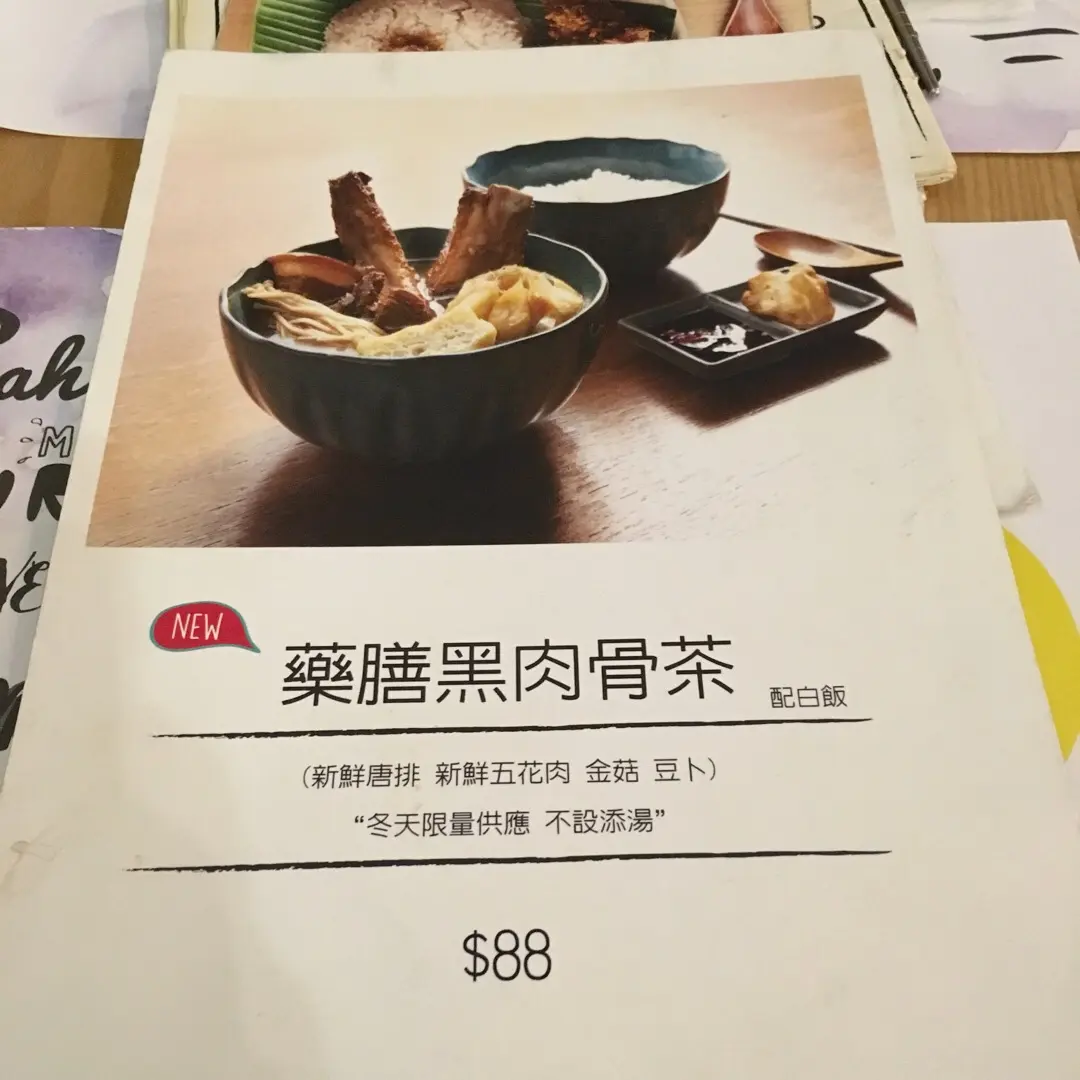 NEW
藥膳黑肉骨茶 配白飯
(新鮮唐排 新鮮五花肉 金菇 豆卜)
“冬天限量供應 不設添湯”
$88
ah
M